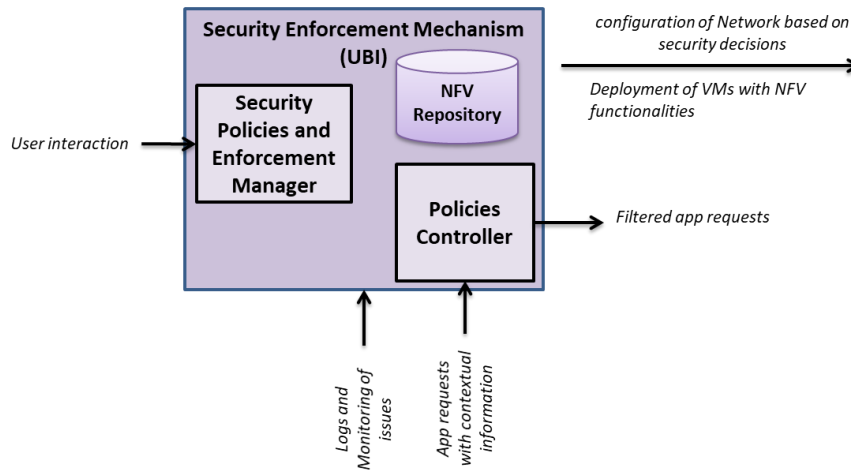 Security Enforcement Mechanism
(UBI)
configuration of Network based on
security decisions
NFV
Repository
Deployment of VMs with NFV
functionalities
Security
Policies and
Enforcement
Manager
User interaction
Policies
Controller
Filtered app requests
Logs and
Monitoring of
issues
App requests
with contextual
information